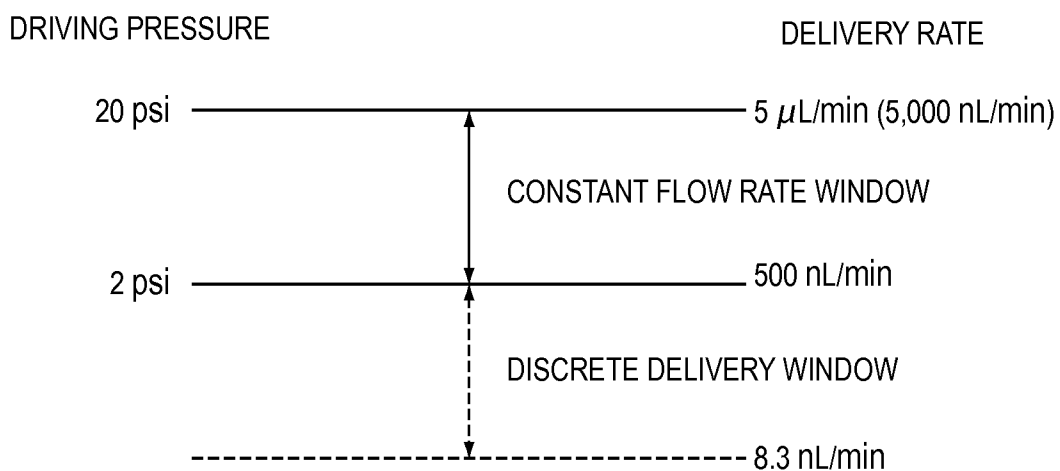 DRIVING PRESSURE
DELIVERY RATE
20 psi
5 μL/min (5,000 nL/min)
CONSTANT FLOW RATE WINDOW
2 psi
500 nL/min
DISCRETE DELIVERY WINDOW
8.3 nL/min